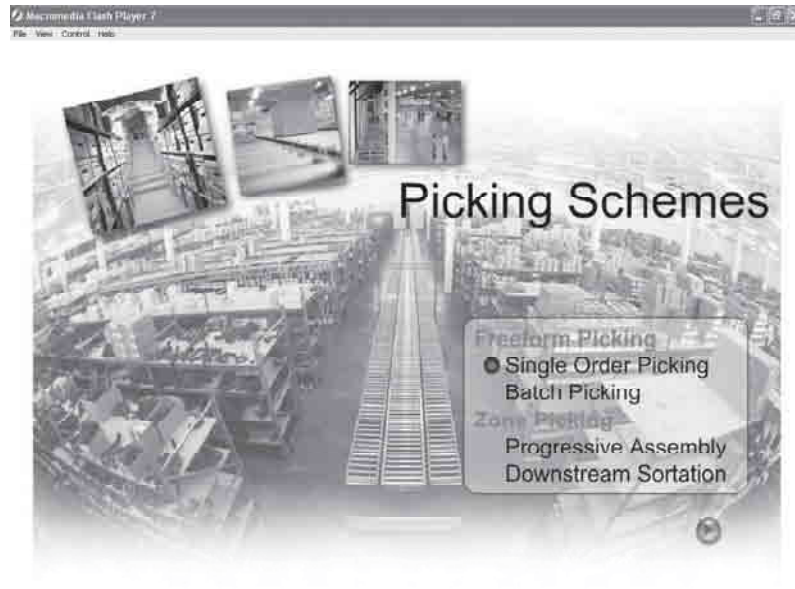 Macromedia Flash Player 7
File View Control Help
Picking Schemes
Freeform Picking
Single Order Picking
Batch Picking
Zone Picking
Progressive Assembly
Downstream Sortation